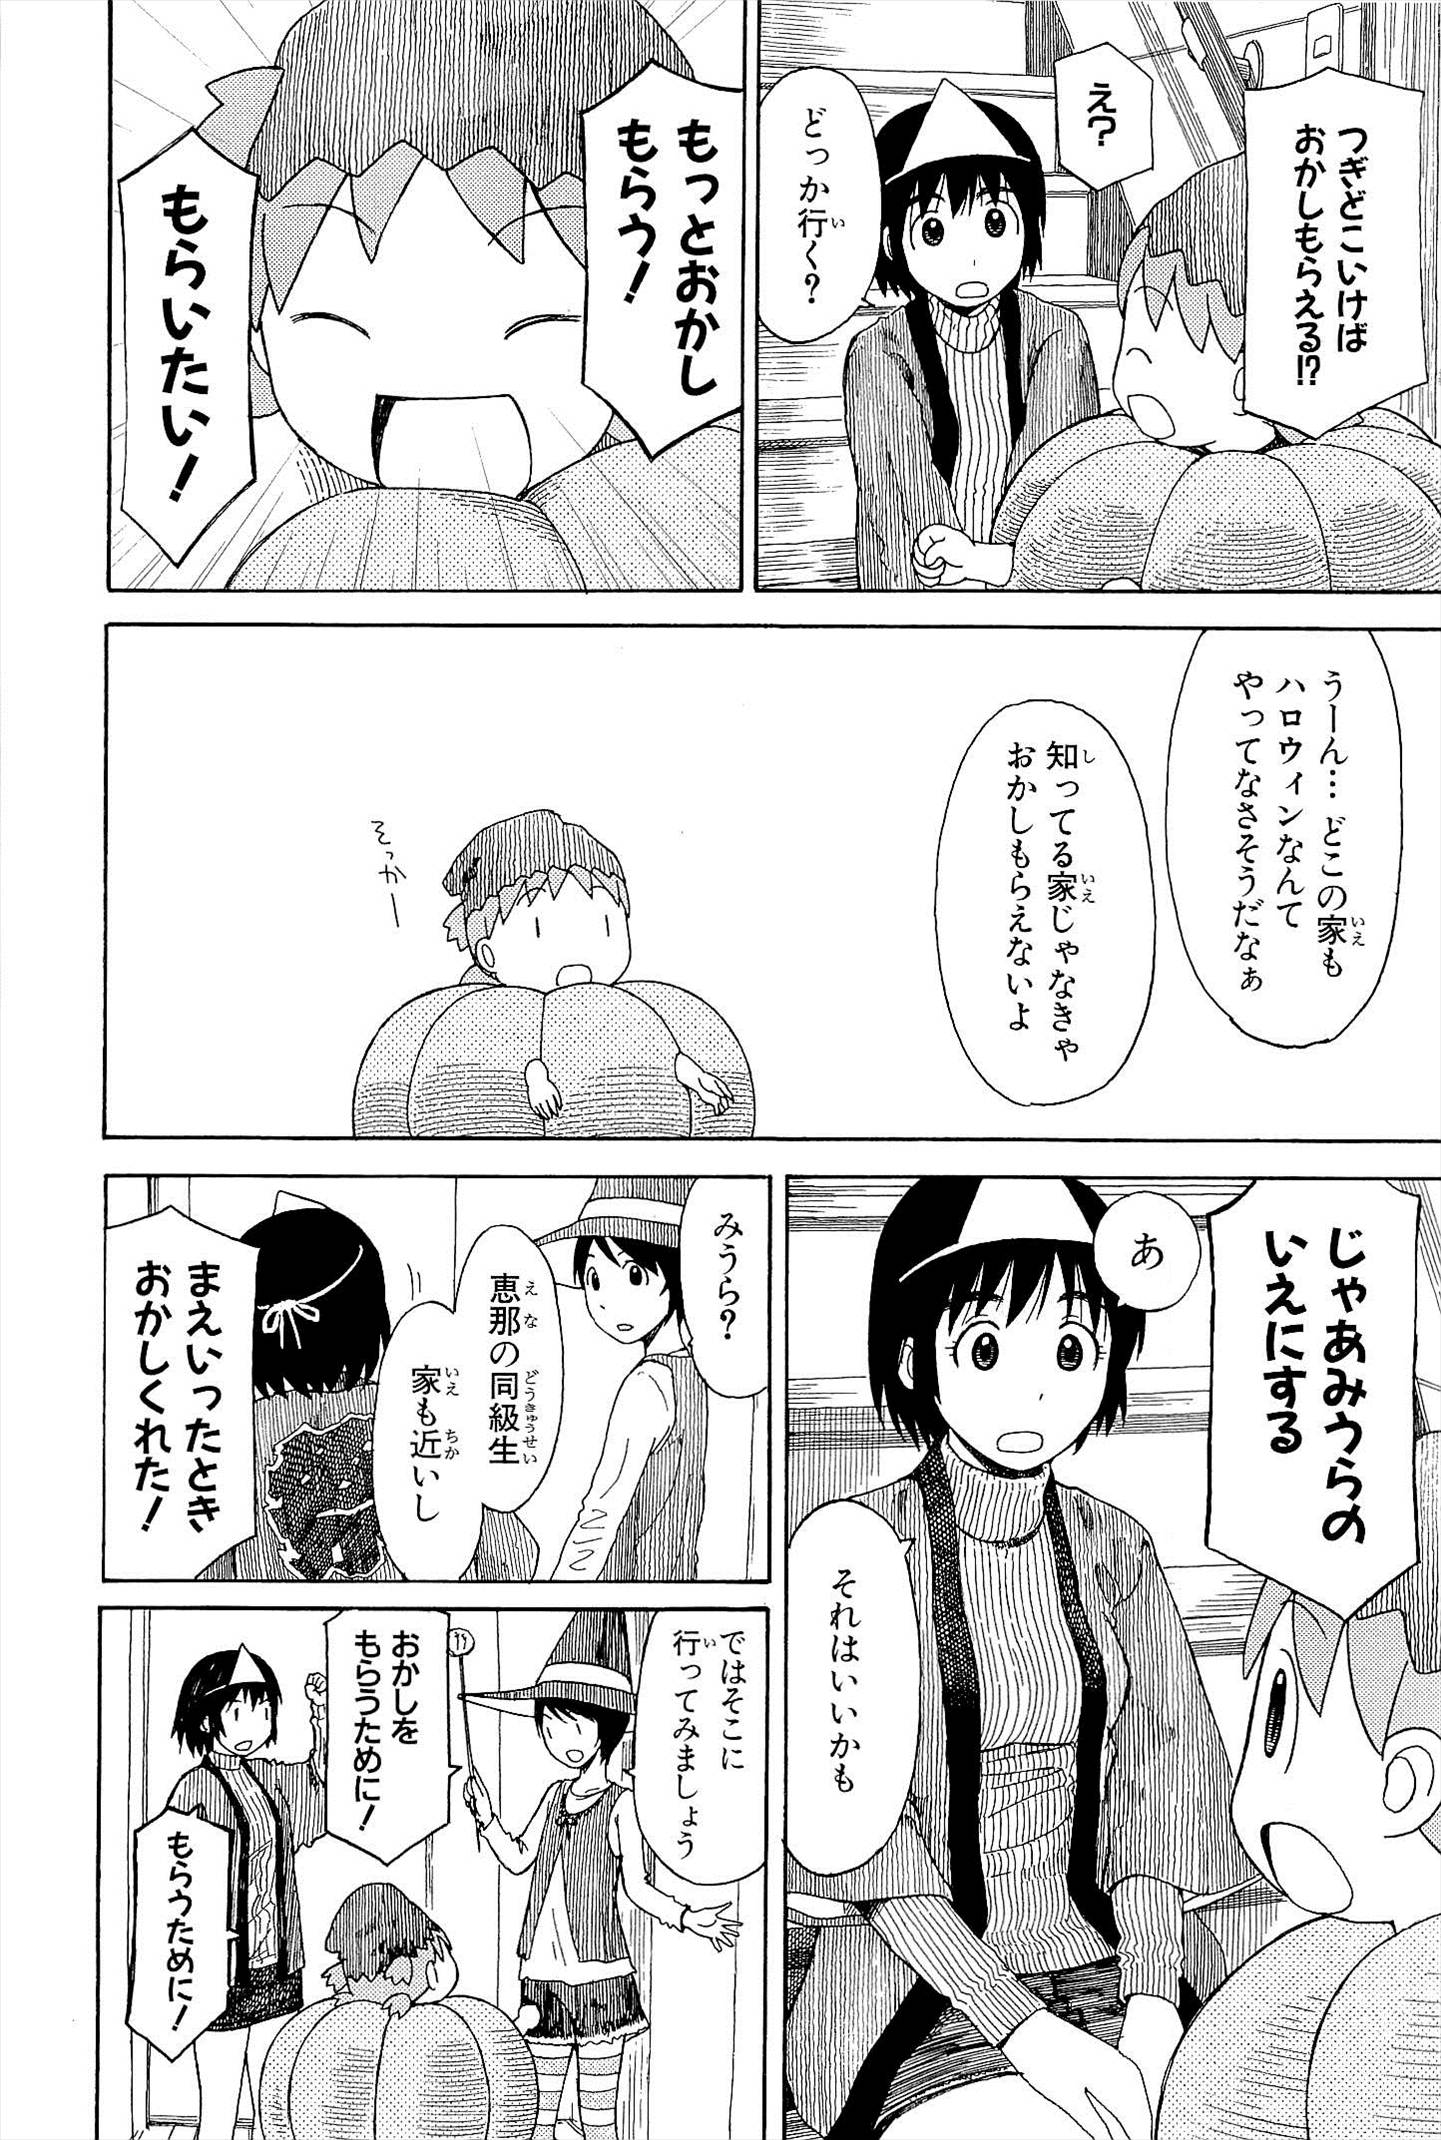 つぎどこいけば
おかしもらえる!?
え?
どっか行く?
もっとおかし
もらう!
もらいたい!
うーん…どこの家も
ハロウィンなんて
やってなさそうだなぁ
知ってる家じゃなきゃ
おかしもらえないよ
そっかー
じゃあみうらの
いえにする
あ
それはいいかも
みうら?
恵那の同級生
家も近いし
まえいったとき
おかしくれた!
ではそこに
行ってみましょう
おかしを
もらうために!
もらうために!